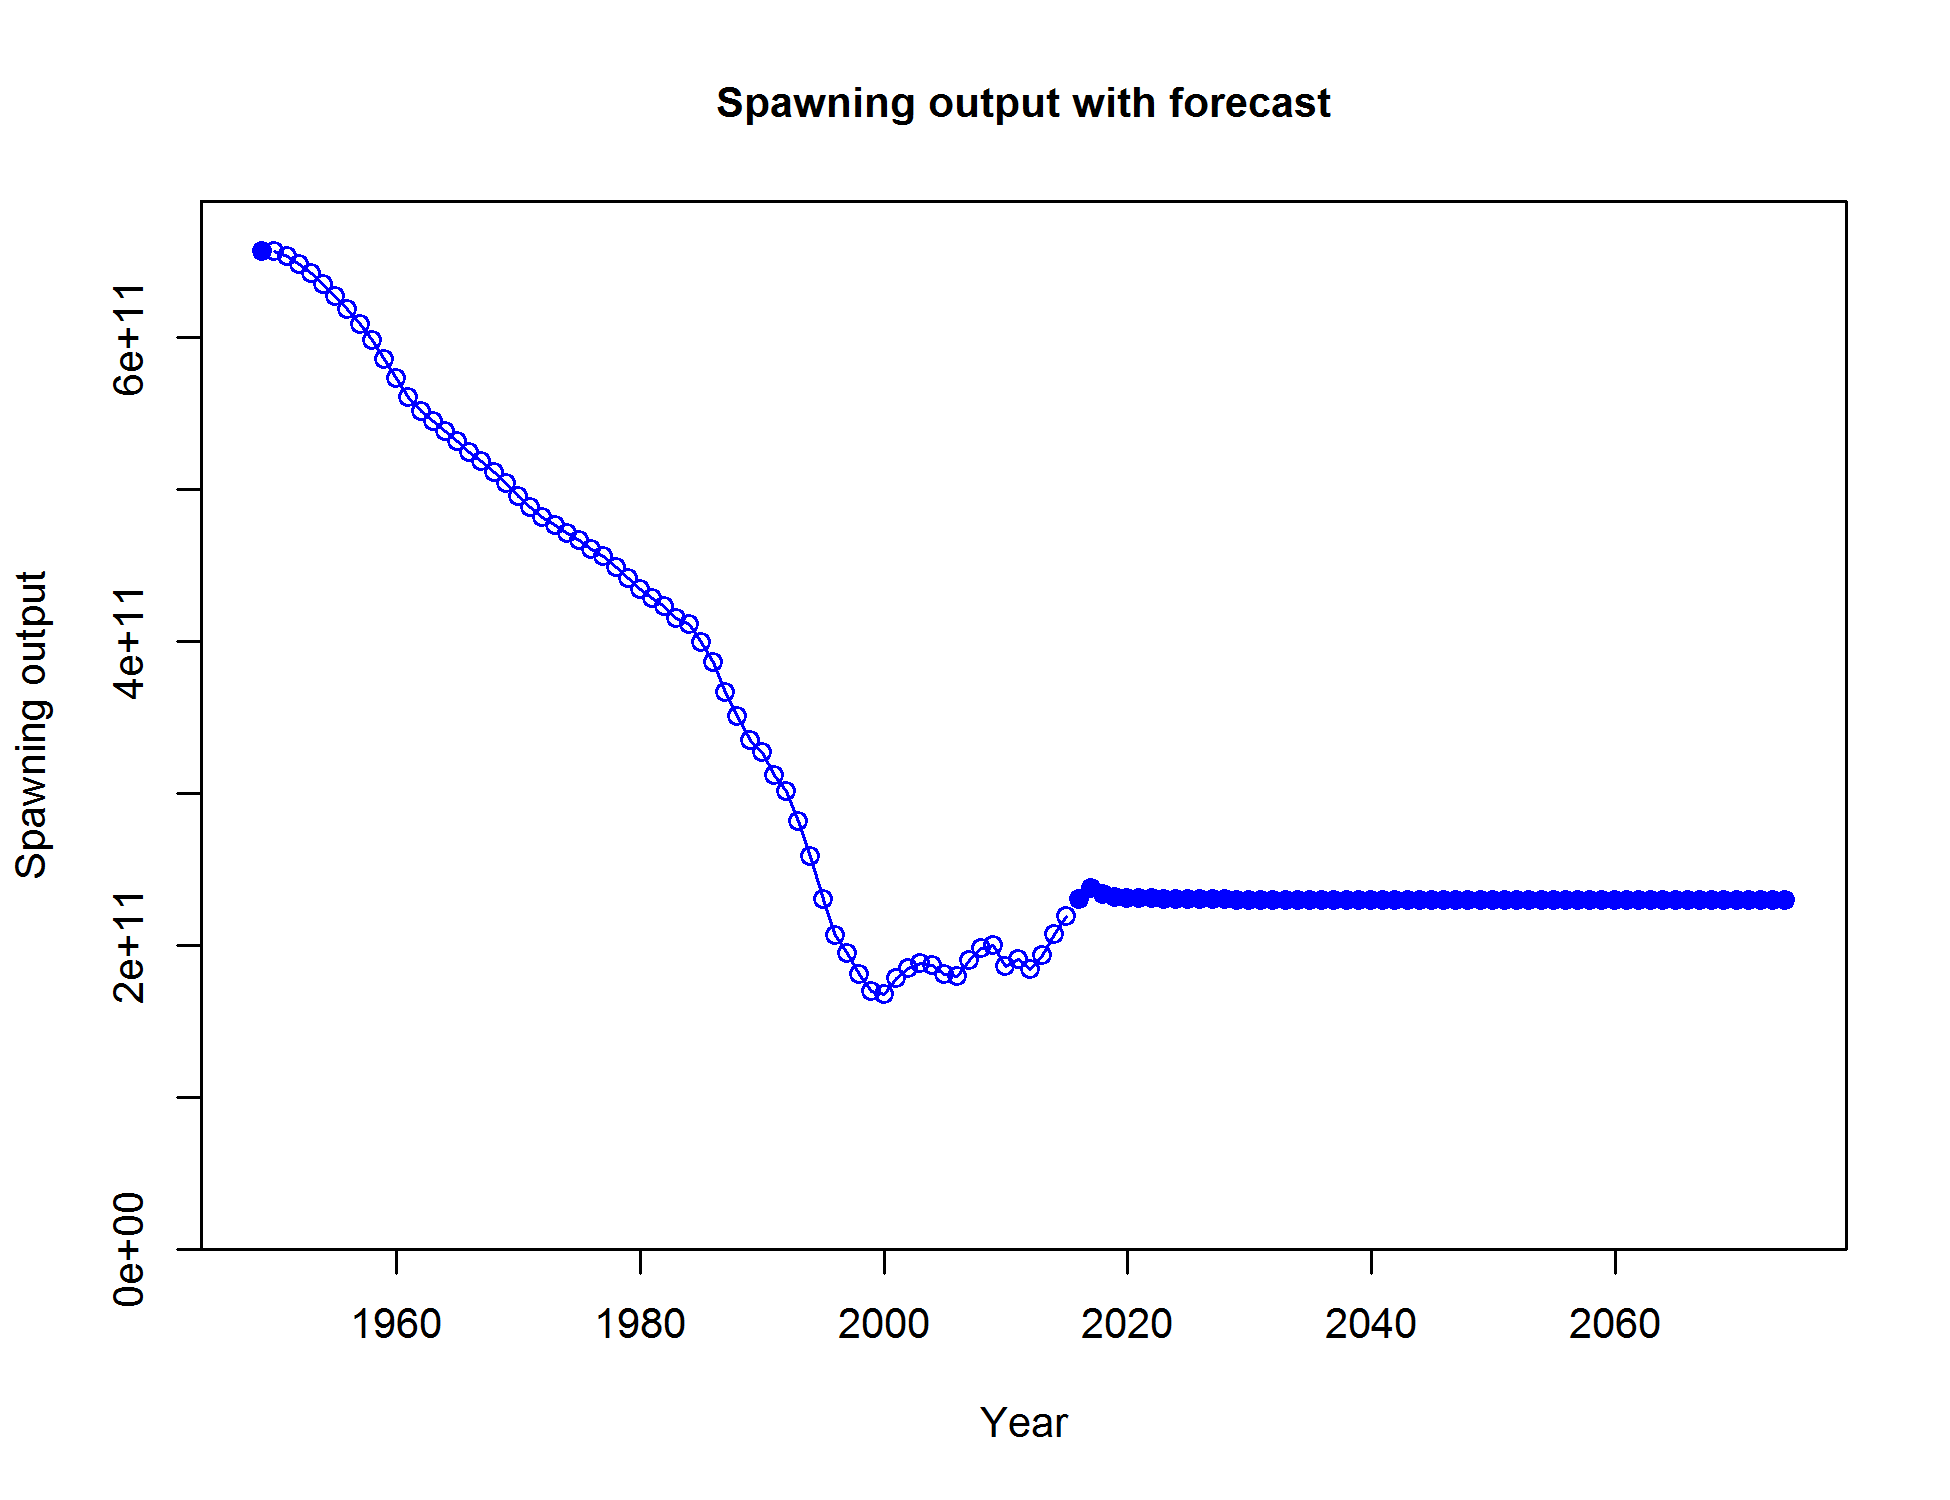 Spawning output with forecast
Spawning output
6e+11
4e+11
2e+11
0e+00
1960
1980
2000
2020
2040
2060
Year